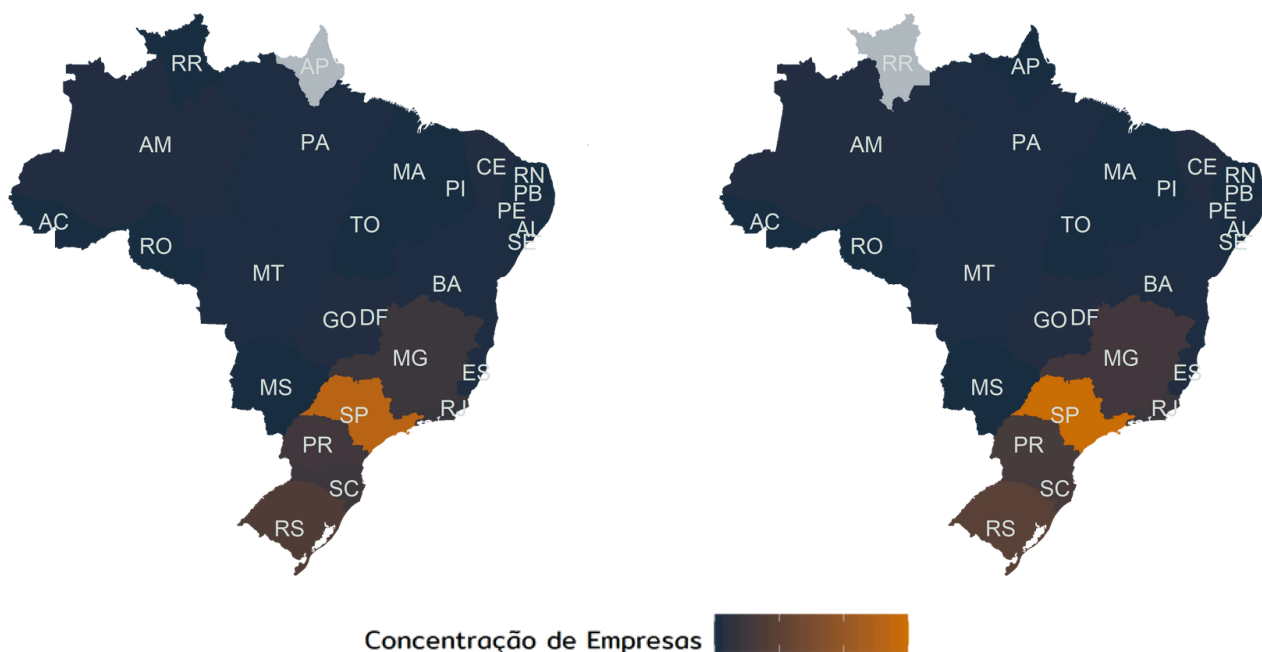 RR
AP
AM
PA
MA
CE
RN
PI
PB
PE
AC
TO
AL
RO
SE
MT
BA
GO
DF
MG
ES
MS
RJ
SP
PR
SC
RS
RR
AP
AM
PA
MA
CE
RN
PI
PB
PE
AC
TO
AL
RO
SE
MT
BA
GO
DF
MG
ES
MS
RJ
SP
PR
SC
RS
Concentração de Empresas